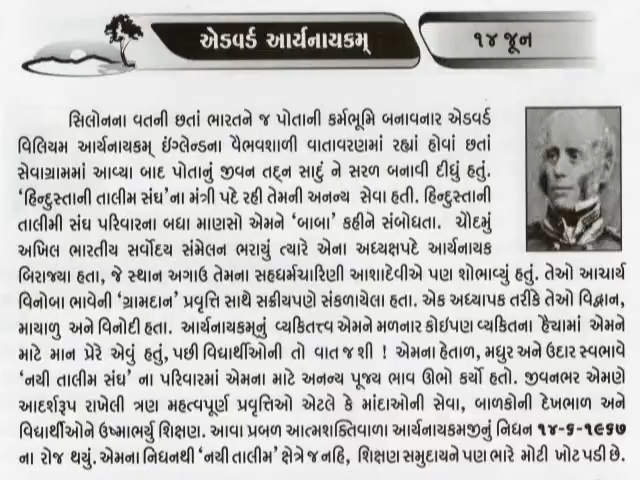 એડવર્ડ આર્યનાયકમ્
૧૪ જૂન
સિલોનના વતની છતાં ભારતને જ પોતાની કર્મભૂમિ બનાવનાર એડવર્ડ
વિલિયમ આર્યનાયકમ્ ઈંગ્લેન્ડના વૈભવશાળી વાતાવરણમાં રહ્યાં હોવાં છતાં
સેવાગ્રામમાં આવ્યા બાદ પોતાનું જીવન તદ્દન સાદું ને સરળ બનાવી દીધું હતું.
‘હિન્દુસ્તાની તાલીમ સંઘ’ના મંત્રી પદે રહી તેમની અનન્ય સેવા હતી. હિન્દુસ્તાની
તાલીમી સંઘ પરિવારના બધા માણસો એમને ‘બાબા’ કહીને સંબોધતા. ચૌદમું
અખિલ ભારતીય સર્વોદય સંમેલન ભરાયું ત્યારે એના અધ્યક્ષપદે આર્યનાયક
બિરાજ્યા હતા, જે સ્થાન અગાઉ તેમના સહધર્મચારિણી આશાદેવીએ પણ શોભાવ્યું હતું. તેઓ આચાર્ય
વિનોબા ભાવેની ‘ગ્રામદાન’ પ્રવૃત્તિ સાથે સક્રીયપણે સંકળાયેલા હતા. એક અધ્યાપક તરીકે તેઓ વિદ્વાન,
માયાળુ અને વિનોદી હતા. આર્યનાયકમ્‌નું વ્યકિતત્ત્વ એમને મળનાર કોઈપણ વ્યકિતના હૈયામાં એમને
માટે માન પ્રેરે એવું હતું, પછી વિદ્યાર્થીઓની તો વાત જ શી ! એમના હેતાળ, મધુર અને ઉદાર સ્વભાવે
‘નયી તાલીમ સંઘ’ ના પરિવારમાં એમના માટે અનન્ય પૂજ્ય ભાવ ઊભો કર્યો હતો. જીવનભર એમણે
આદર્શરૂપ રાખેલી ત્રણ મહત્વપૂર્ણ પ્રવૃત્તિઓ એટલે કે માંદાઓની સેવા, બાળકોની દેખભાળ અને
વિદ્યાર્થીઓને ઉષ્માભર્યું શિક્ષણ. આવા પ્રબળ આત્મશક્તિવાળા આર્યનાયકમજીનું નિધન ૧૪-૬-૧૯૬૭
ના રોજ થયું. એમના નિધનથી ‘નયી તાલીમ’ ક્ષેત્રે જ નહિ, શિક્ષણ સમુદાયને પણ ભારે મોટી ખોટ પડી છે.